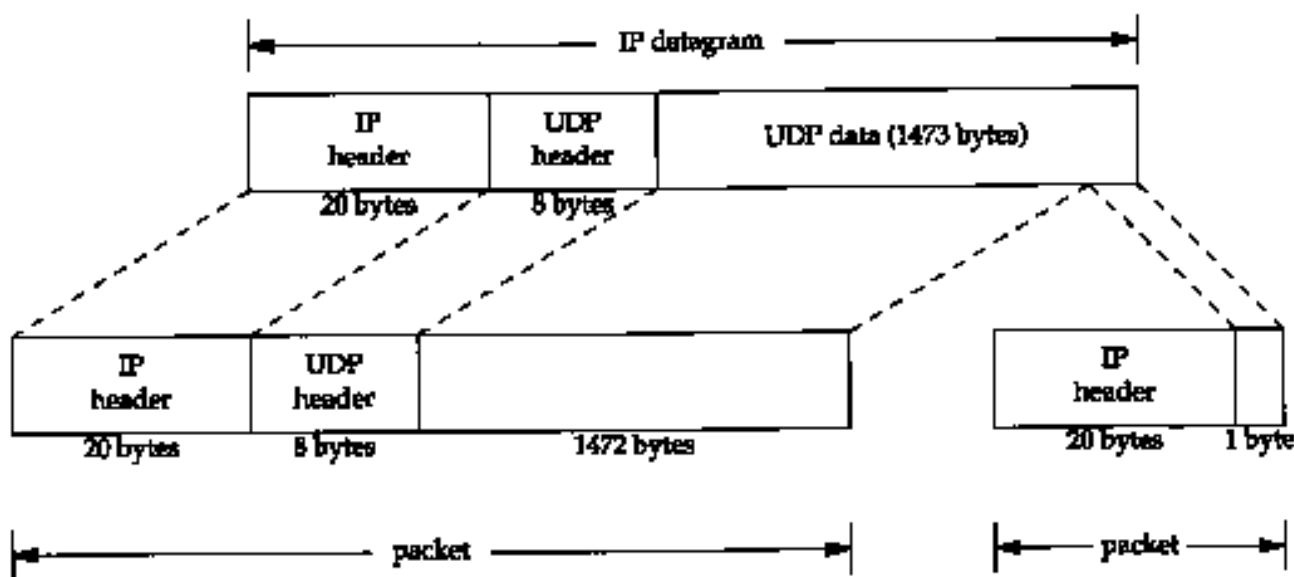 IP datagram
IP header
UDP header
UDP data (1473 bytes)
20 bytes
8 bytes
IP header
UDP header
IP header
20 bytes
8 bytes
1472 bytes
20 bytes
1 byte
packet
packet